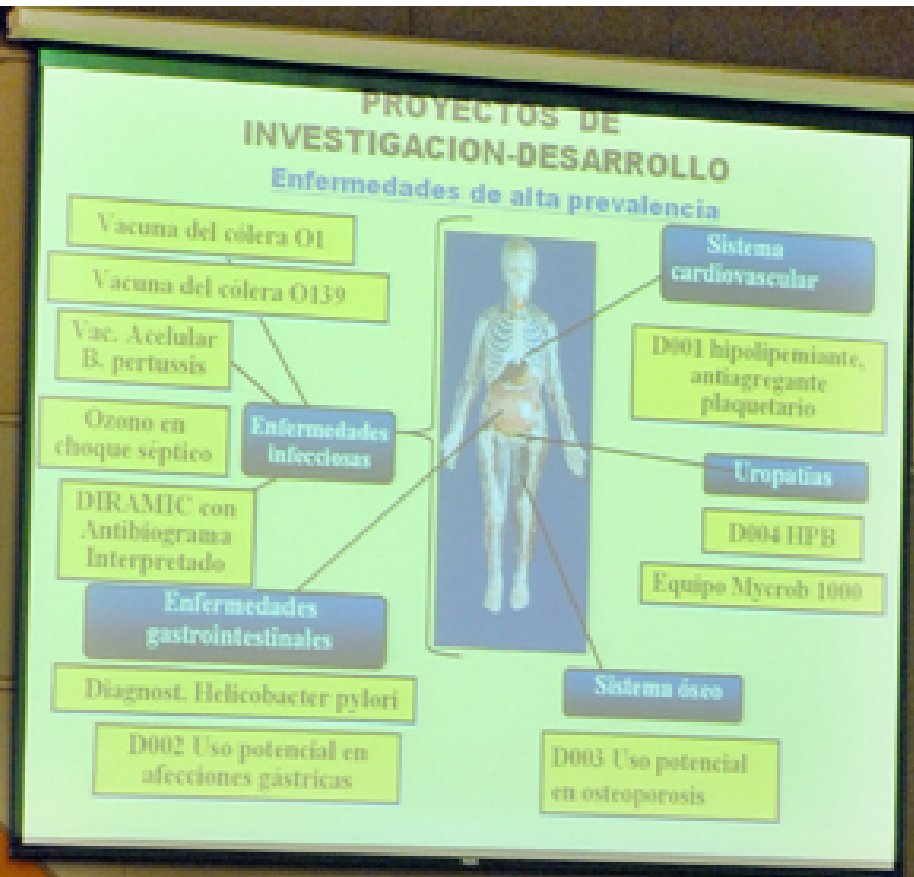 PROYECTOS DE
INVESTIGACION-DESARROLLO
Enfermedades de alta prevalencia
Vacuna del cólera O1
Vacuna del cólera O139
Vac. Acelular
B. pertussis
Ozono en
choque séptico
DIRAMIC con
Antibiograma
Interpretado
Enfermedades
infecciosas
Enfermedades
gastrointestinales
Diagnost. Helicobacter pylori
D002 Uso potencial en
afecciones gástricas
Sistema
cardiovascular
D001 hipolipemiante,
antiagregante
plaquetario
Uropatías
D004 HPB
Equipo Mycrob 1000
Sistema óseo
D003 Uso potencial
en osteoporosis